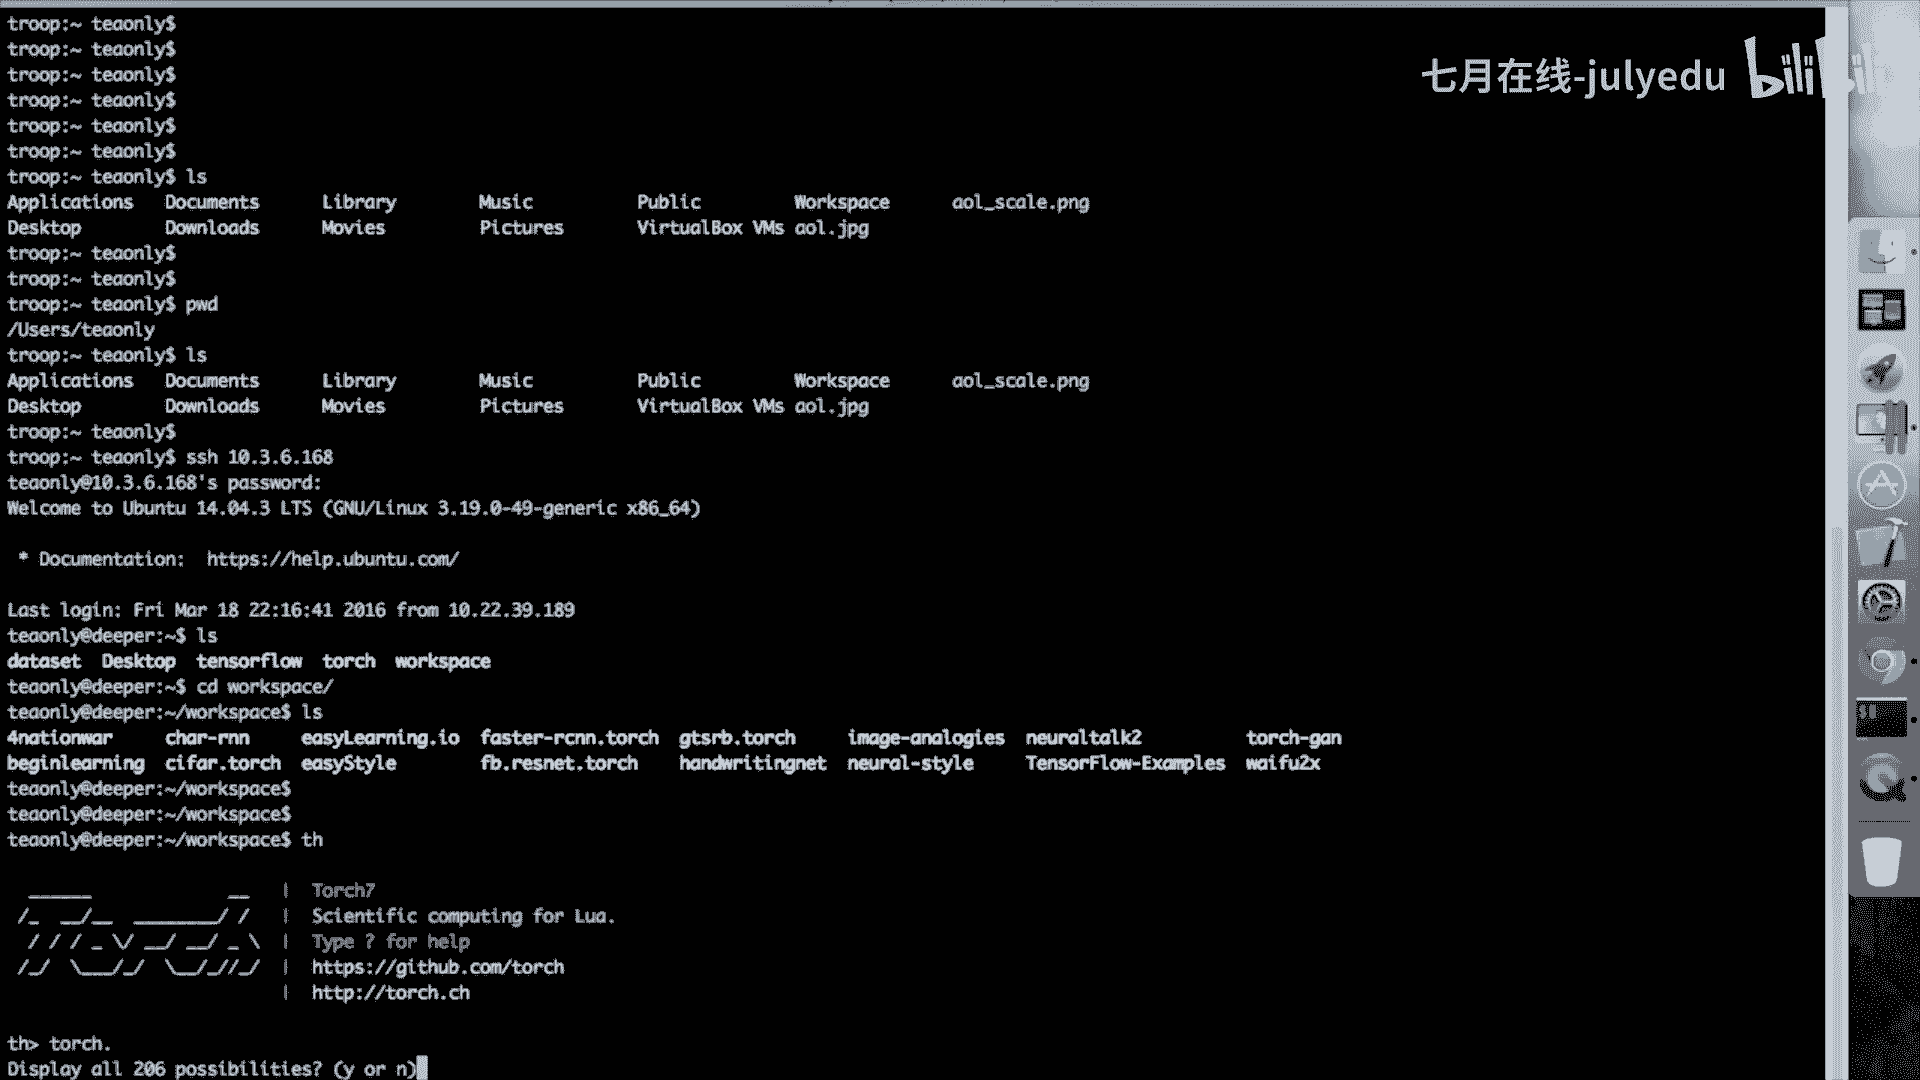 troop:~ teaonly$
troop:~ teaonly$
troop:~ teaonly$
troop:~ teaonly$
troop:~ teaonly$
troop:~ teaonly$
troop:~ teaonly$ ls
Applications Documents Library Music Public Workspace aol_scale.png
Desktop Downloads Movies Pictures VirtualBox VMs aol.jpg
troop:~ teaonly$
troop:~ teaonly$
troop:~ teaonly$ pwd
/Users/teaonly
troop:~ teaonly$ ls
Applications Documents Library Music Public Workspace aol_scale.png
Desktop Downloads Movies Pictures VirtualBox VMs aol.jpg
troop:~ teaonly$
troop:~ teaonly$ ssh 10.3.6.168
teaonly@10.3.6.168's password:
Welcome to Ubuntu 14.04.3 LTS (GNU/Linux 3.19.0-49-generic x86_64)
* Documentation: https://help.ubuntu.com/
Last login: Fri Mar 18 22:16:41 2016 from 10.22.39.189
teaonly@deeper:~$ ls
dataset Desktop tensorflow torch workspace
teaonly@deeper:~$ cd workspace/
teaonly@deeper:~/workspace$ ls
4nationwar char-rnn easyLearning.io faster-rcnn.torch gtsrb.torch image-analogies neuraltalk2 torch-gan
beginlearning cifar.torch easyStyle fb.resnet.torch handwritingnet neural-style TensorFlow-Examples waifu2x
teaonly@deeper:~/workspace$
teaonly@deeper:~/workspace$
teaonly@deeper:~/workspace$ th
Torch7
Scientific computing for Lua.
Type ? for help
https://github.com/torch
http://torch.ch
th> torch.
Display all 206 possibilities? (y or n)
七月在线-julyedu bilibili